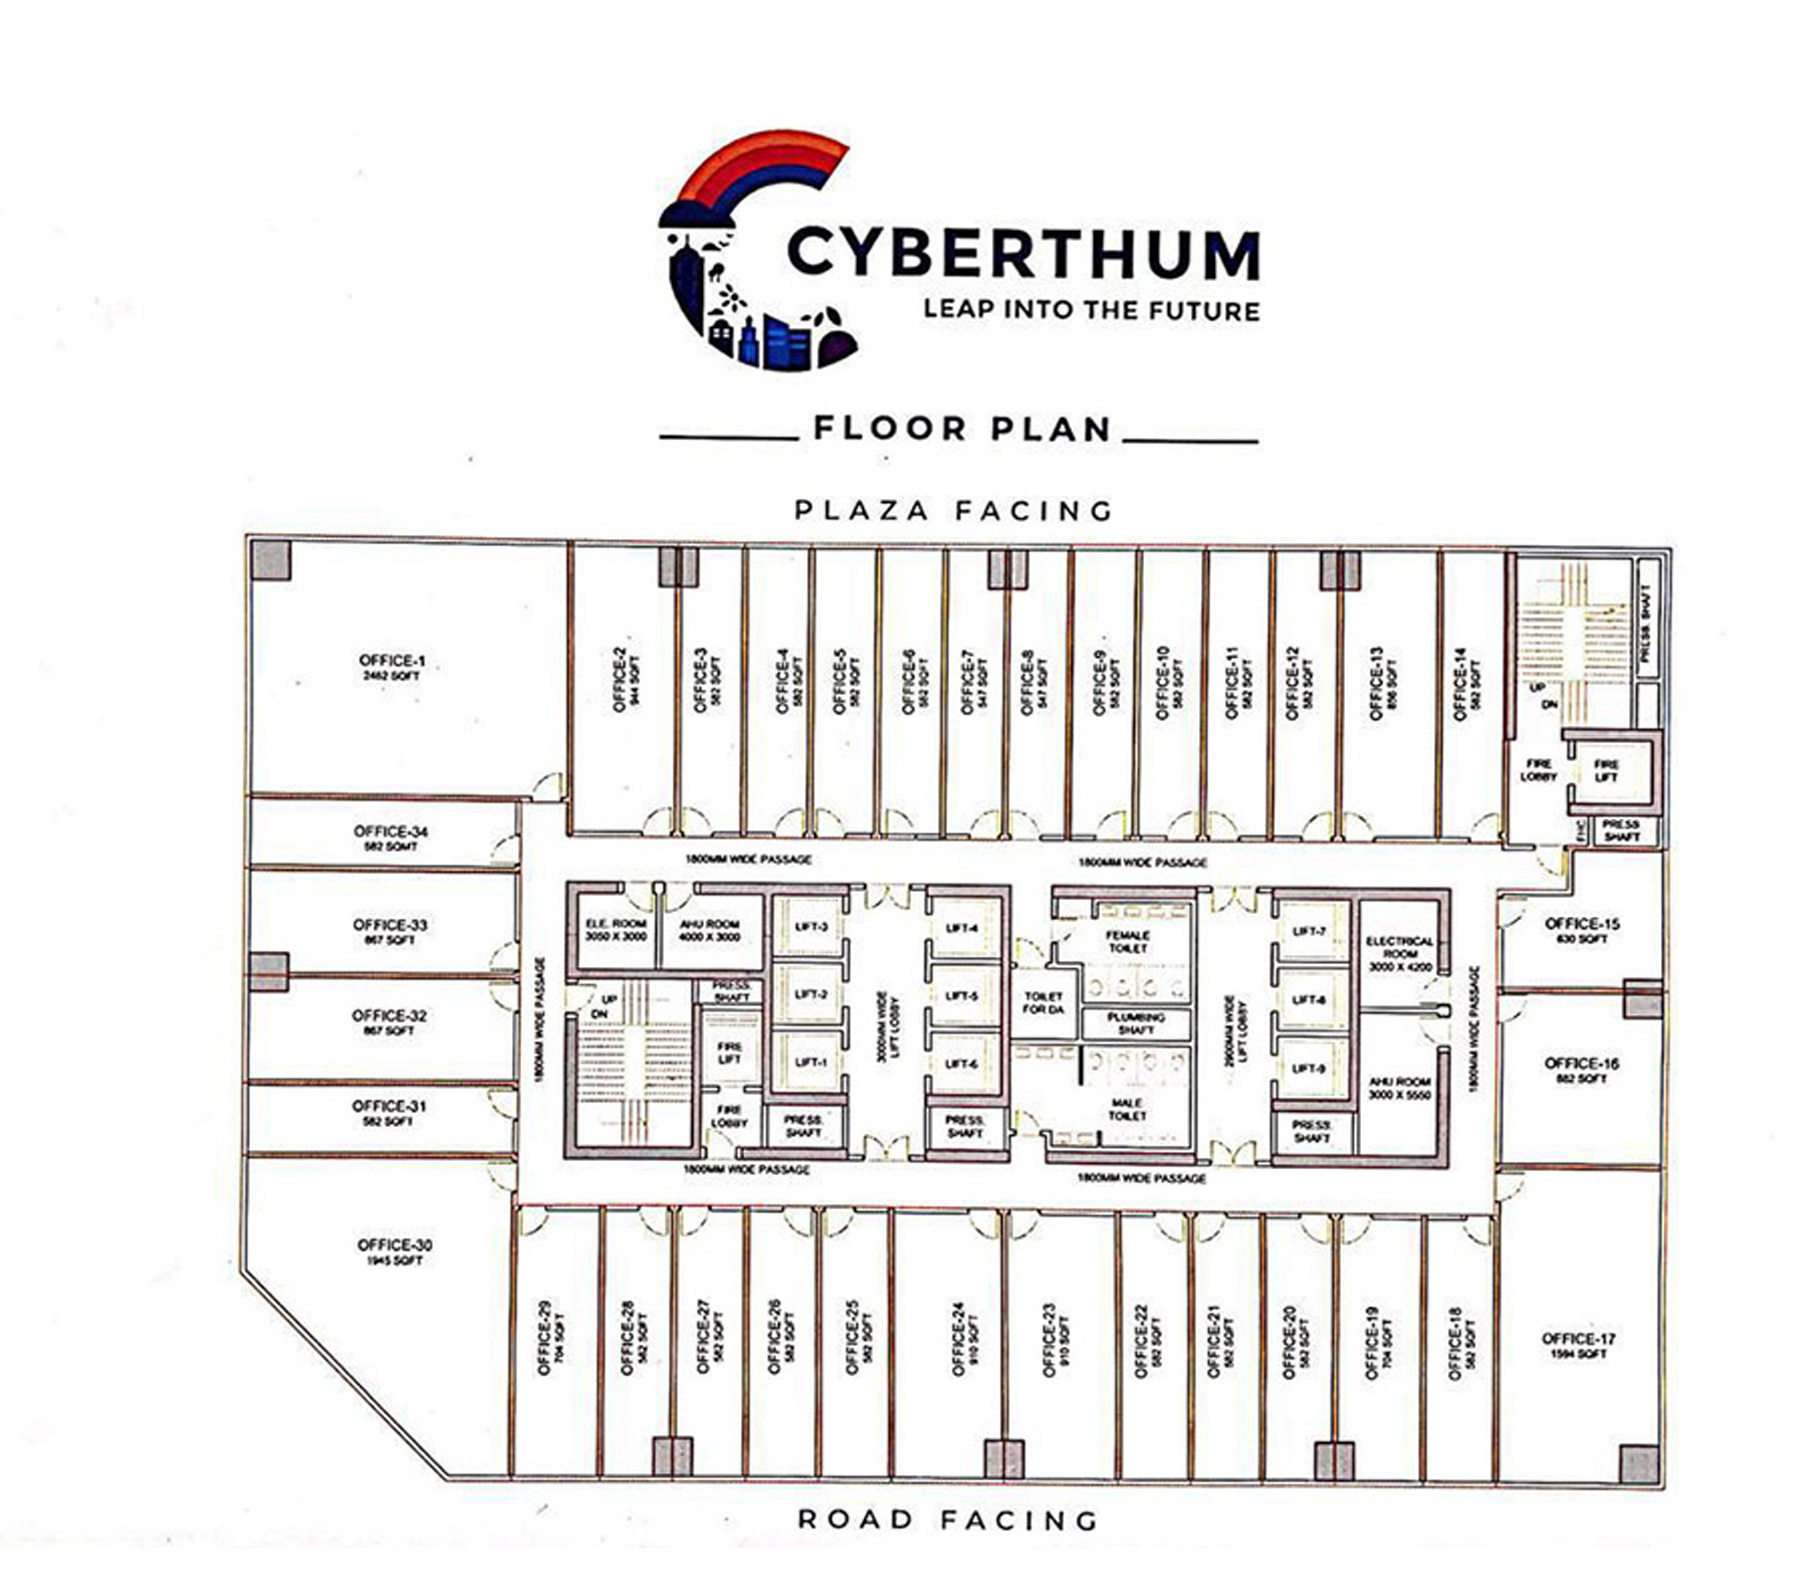 CYBERTHUM
LEAP INTO THE FUTURE
FLOOR PLAN
PLAZA FACING
OFFICE-1
2462 SQFT
OFFICE-2
944 SQFT
OFFICE-3
582 SQFT
OFFICE-4
582 SQFT
OFFICE-5
582 SQFT
OFFICE-6
582 SQFT
OFFICE-7
547 SQFT
OFFICE-8
547 SQFT
OFFICE-9
582 SQFT
OFFICE-10
582 SQFT
OFFICE-11
582 SQFT
OFFICE-12
582 SQFT
OFFICE-13
856 SQFT
OFFICE-14
582 SQFT
PRESS. SHAFT
UP
DN
FIRE
LOBBY
FIRE
LIFT
FHC
PRESS
SHAFT
OFFICE-34
582 SQMT
1800MM WIDE PASSAGE
1800MM WIDE PASSAGE
OFFICE-33
867 SQFT
ELE. ROOM
3050 X 3000
AHU ROOM
4000 X 3000
LIFT-3
LIFT-4
FEMALE
TOILET
LIFT-7
ELECTRICAL
ROOM
3000 X 4200
OFFICE-15
630 SQFT
OFFICE-32
867 SQFT
1800MM WIDE PASSAGE
UP
DN
PRESS.
SHAFT
LIFT-2
3000MM WIDE
LIFT LOBBY
LIFT-5
TOILET
FOR DA
PLUMBING
SHAFT
2900MM WIDE
LIFT LOBBY
LIFT-8
1800MM WIDE PASSAGE
FIRE
LIFT
LIFT-1
LIFT-6
LIFT-9
OFFICE-16
882 SQFT
AHU ROOM
3000 X 5550
OFFICE-31
582 SQFT
FIRE
LOBBY
PRESS.
SHAFT
PRESS.
SHAFT
MALE
TOILET
PRESS.
SHAFT
1800MM WIDE PASSAGE
1800MM WIDE PASSAGE
OFFICE-30
1945 SQFT
OFFICE-29
704 SQFT
OFFICE-28
582 SQFT
OFFICE-27
582 SQFT
OFFICE-26
582 SQFT
OFFICE-25
582 SQFT
OFFICE-24
910 SQFT
OFFICE-23
910 SQFT
OFFICE-22
582 SQFT
OFFICE-21
582 SQFT
OFFICE-20
582 SQFT
OFFICE-19
704 SQFT
OFFICE-18
582 SQFT
OFFICE-17
1594 SQFT
ROAD FACING